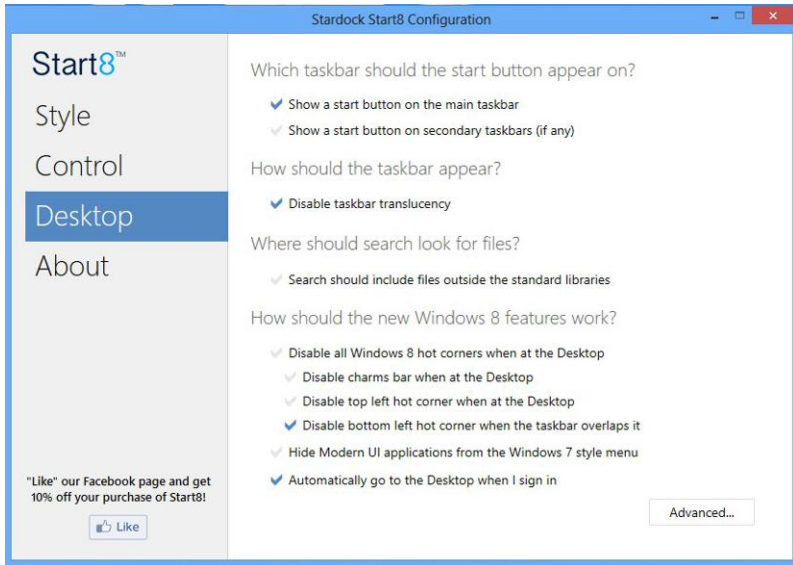 Stardock Start8 Configuration
Start8™
Style
Control
Desktop
About
"Like" our Facebook page and get
10% off your purchase of Start8!
Like
Which taskbar should the start button appear on?
Show a start button on the main taskbar
Show a start button on secondary taskbars (if any)
How should the taskbar appear?
Disable taskbar translucency
Where should search look for files?
Search should include files outside the standard libraries
How should the new Windows 8 features work?
Disable all Windows 8 hot corners when at the Desktop
Disable charms bar when at the Desktop
Disable top left hot corner when at the Desktop
Disable bottom left hot corner when the taskbar overlaps it
Hide Modern UI applications from the Windows 7 style menu
Automatically go to the Desktop when I sign in
Advanced...